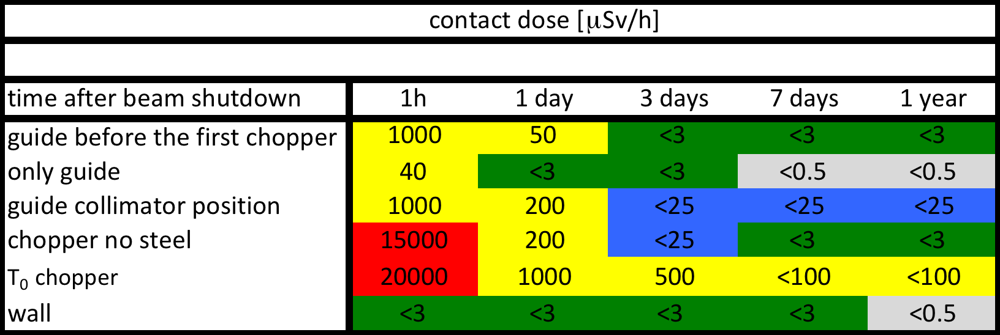 contact dose [µSv/h]
time after beam shutdown 1h 1 day 3 days 7 days 1 year
guide before the first chopper 1000 50 <3 <3 <3
only guide 40 <3 <3 <0.5 <0.5
guide collimator position 1000 200 <25 <25 <25
chopper no steel 15000 200 <25 <3 <3
T₀ chopper 20000 1000 500 <100 <100
wall <3 <3 <3 <3 <0.5